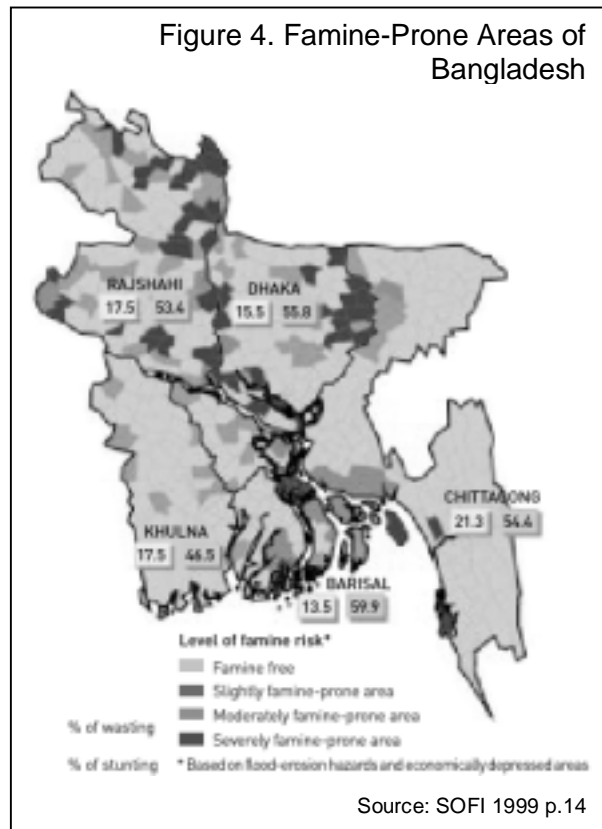 Figure 4. Famine-Prone Areas of
Bangladesh
RAJSHAHI
17.5 53.4
DHAKA
15.5 55.8
CHITTAGONG
21.3 54.4
KHULNA
17.5 46.5
BARISAL
13.5 59.9
Level of famine risk*
Famine free
Slightly famine-prone area
Moderately famine-prone area
Severely famine-prone area
% of wasting
% of stunting
* Based on flood-erosion hazards and economically depressed areas
Source: SOFI 1999 p.14